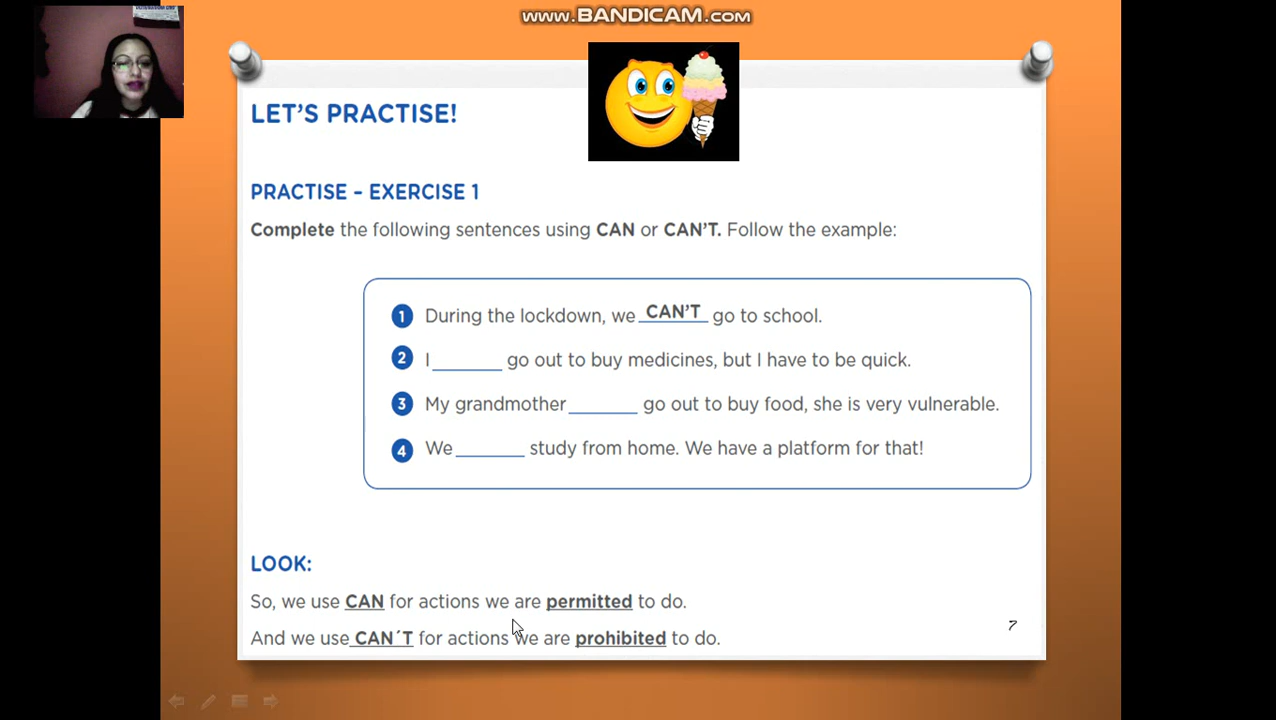 www.BANDICAM.com
LET'S PRACTISE!
PRACTISE – EXERCISE 1
Complete the following sentences using CAN or CAN'T. Follow the example:
1 During the lockdown, we CAN'T go to school.
2 I _______ go out to buy medicines, but I have to be quick.
3 My grandmother _______ go out to buy food, she is very vulnerable.
4 We _______ study from home. We have a platform for that!
LOOK:
So, we use CAN for actions we are permitted to do.
And we use CAN´T for actions we are prohibited to do.
7